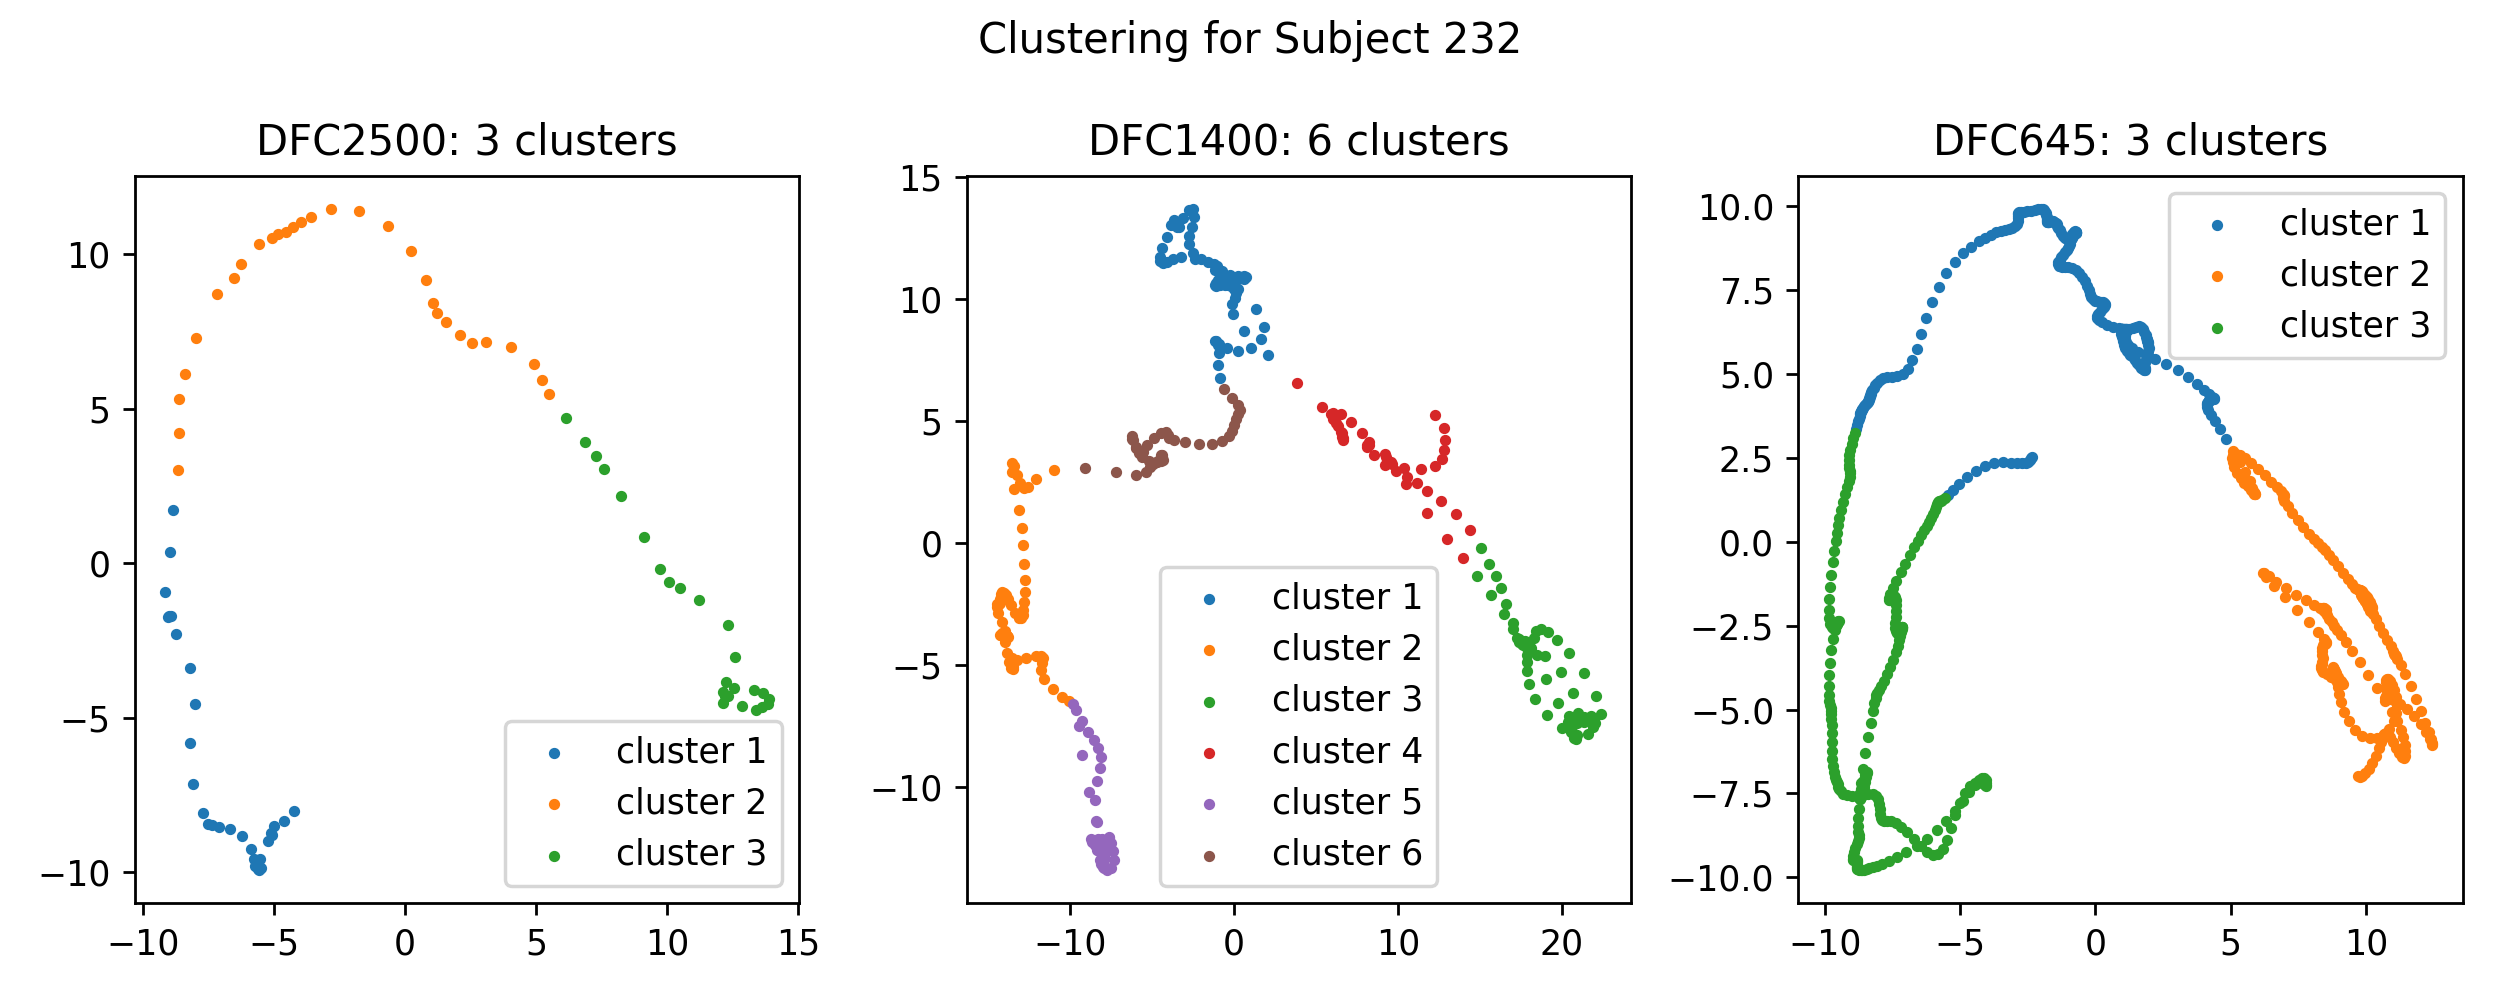 Clustering for Subject 232
DFC2500: 3 clusters
10
5
0
−5
−10
−10
−5
0
5
10
15
cluster 1
cluster 2
cluster 3
DFC1400: 6 clusters
15
10
5
0
−5
−10
−10
0
10
20
cluster 1
cluster 2
cluster 3
cluster 4
cluster 5
cluster 6
DFC645: 3 clusters
10.0
7.5
5.0
2.5
0.0
−2.5
−5.0
−7.5
−10.0
−10
−5
0
5
10
cluster 1
cluster 2
cluster 3